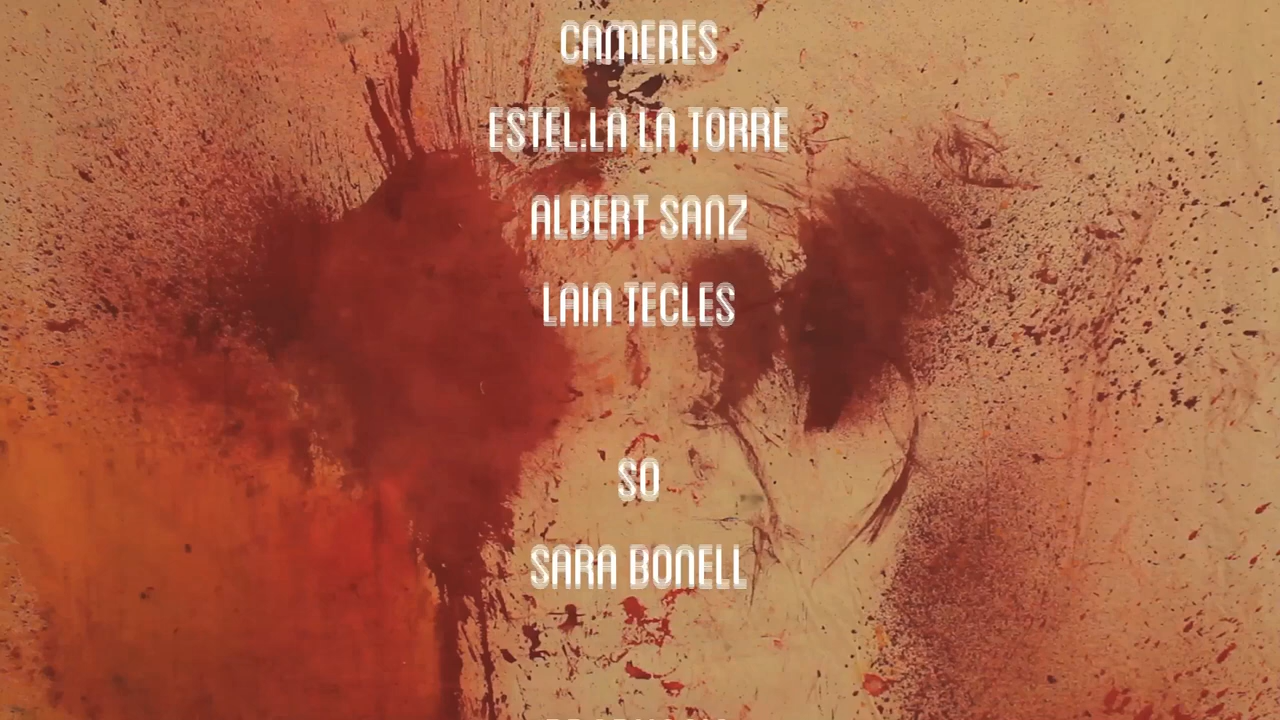 CAMERES
ESTEL.LA LA TORRE
ALBERT SANZ
LAIA TECLES
SO
SARA BONELL